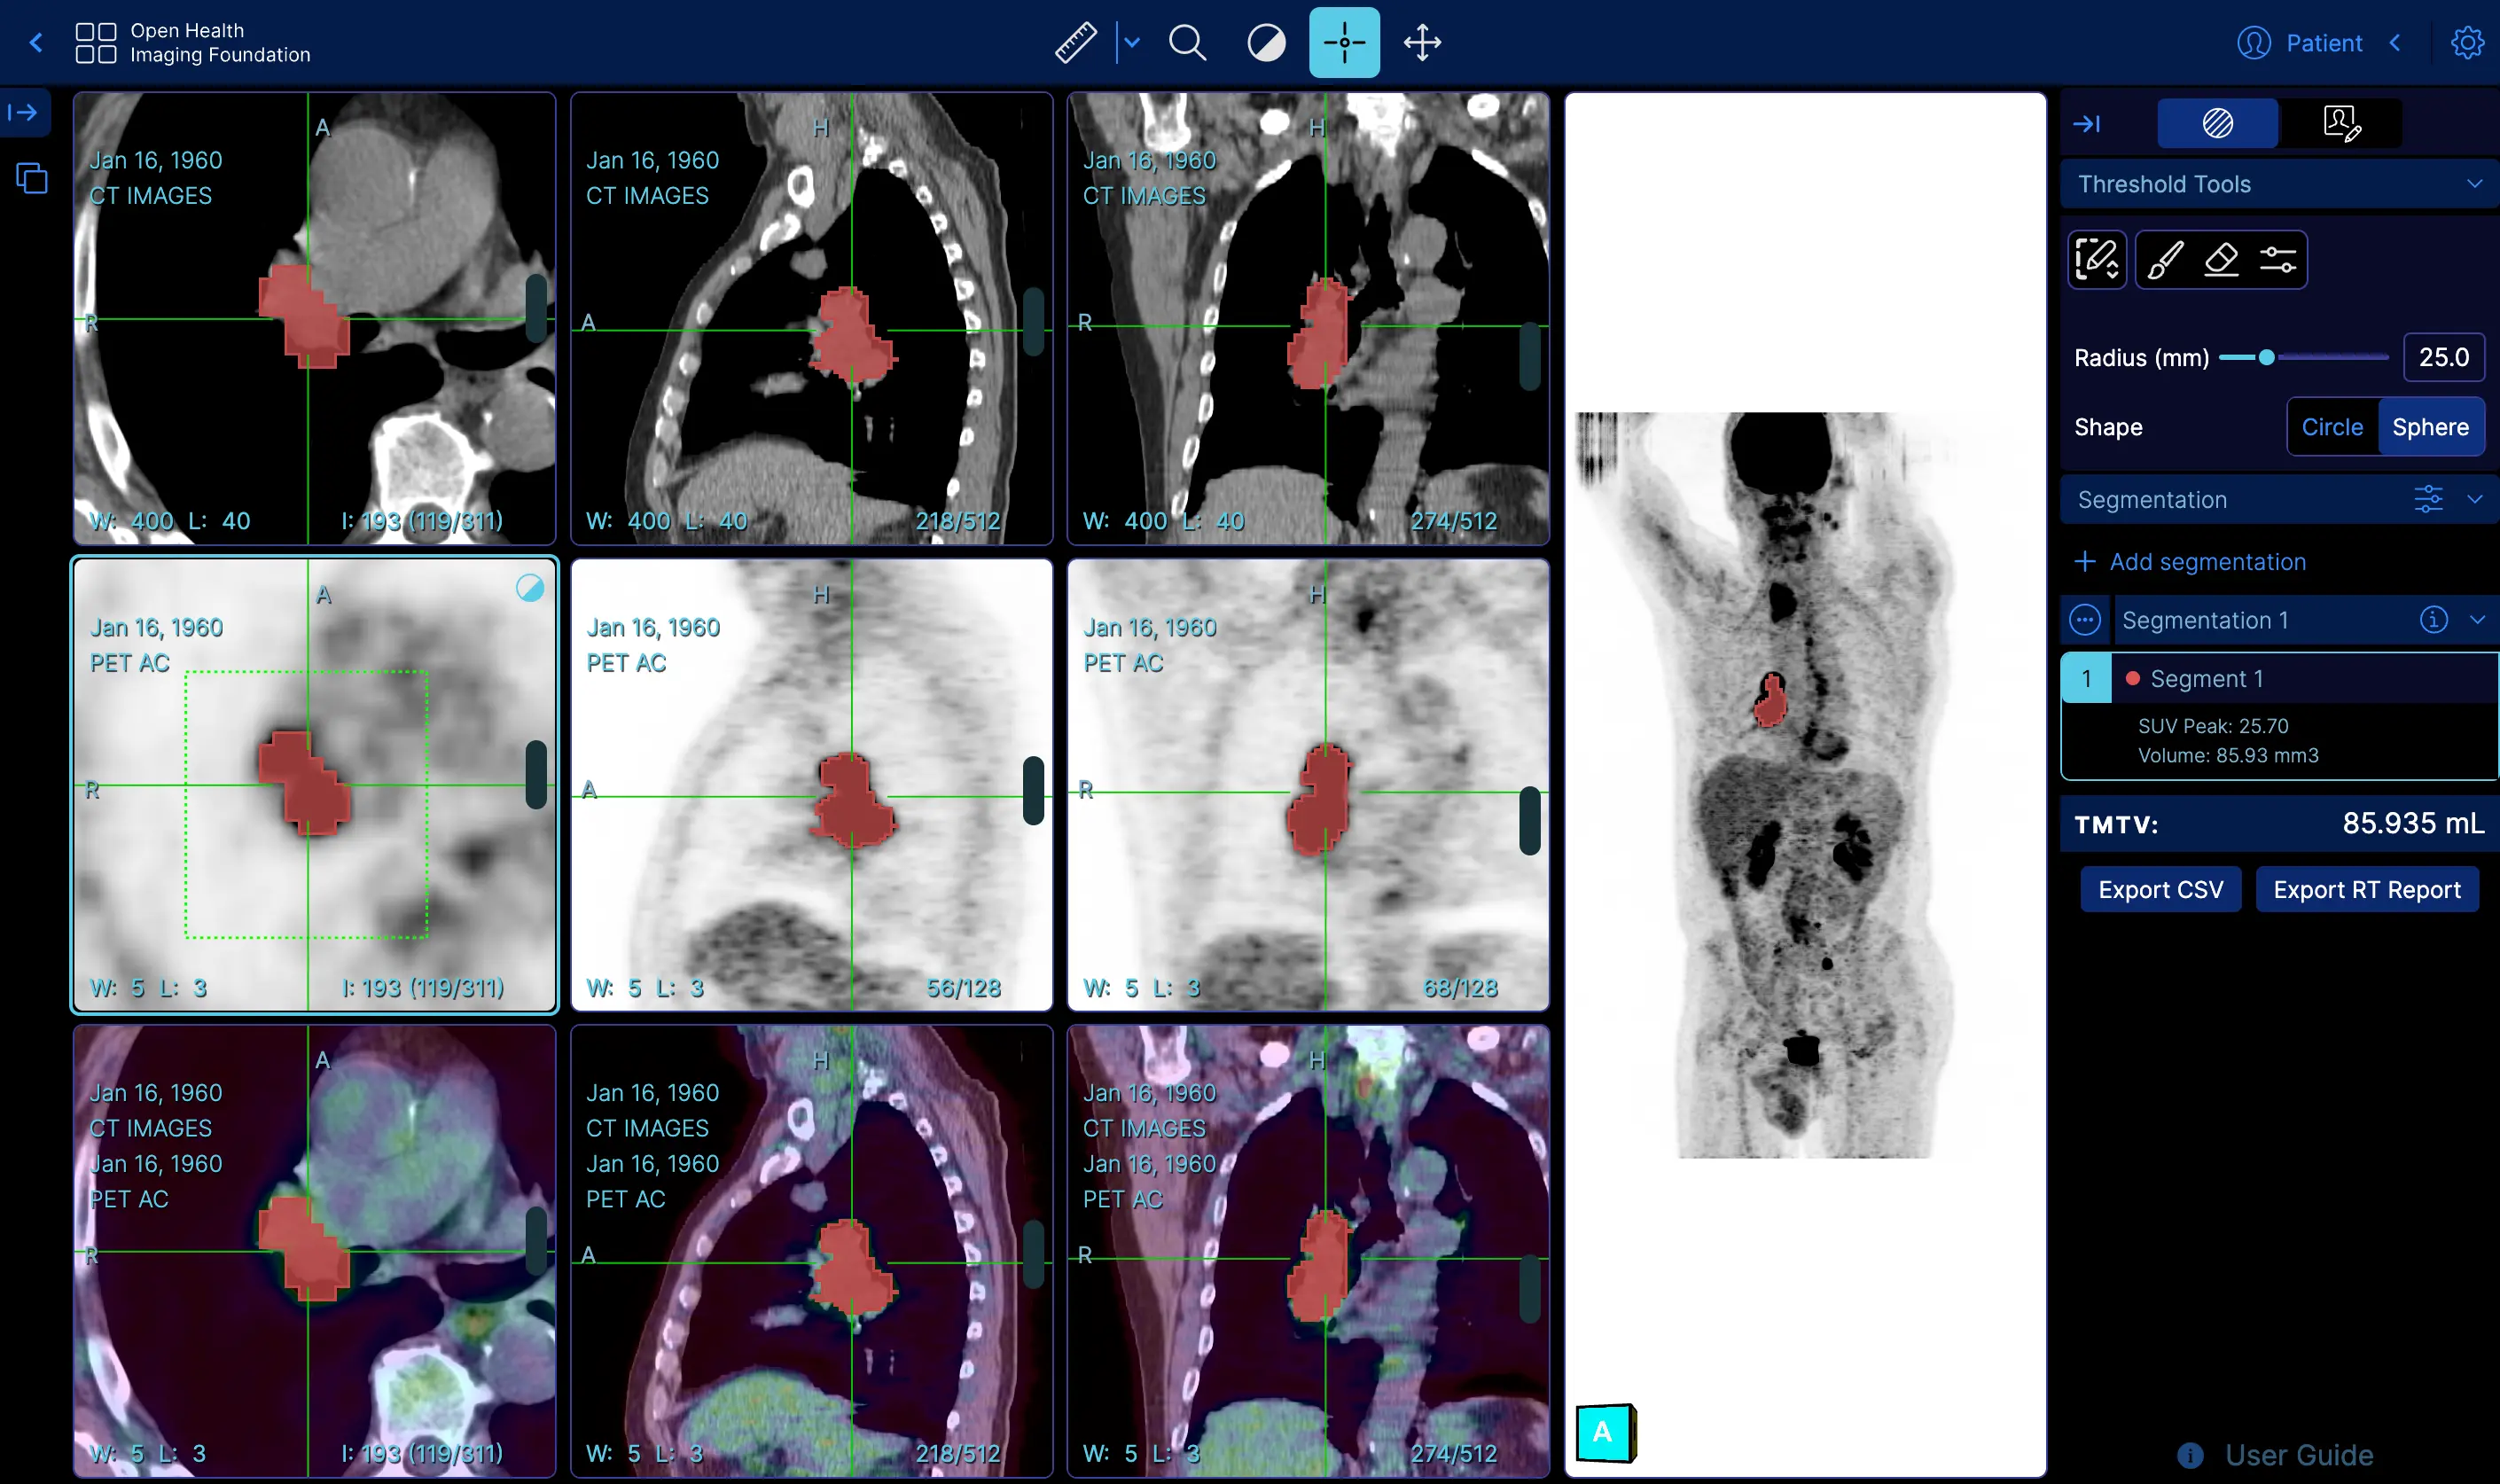 Open Health
Imaging Foundation
Patient
A
Jan 16, 1960
CT IMAGES
R
W: 400 L: 40
I: 193 (119/311)
H
Jan 16, 1960
CT IMAGES
A
W: 400 L: 40
218/512
H
Jan 16, 1960
CT IMAGES
R
W: 400 L: 40
274/512
A
Jan 16, 1960
PET AC
R
W: 5 L: 3
I: 193 (119/311)
H
Jan 16, 1960
PET AC
A
W: 5 L: 3
56/128
H
Jan 16, 1960
PET AC
R
W: 5 L: 3
68/128
A
Jan 16, 1960
CT IMAGES
Jan 16, 1960
PET AC
R
W: 5 L: 3
I: 193 (119/311)
H
Jan 16, 1960
CT IMAGES
Jan 16, 1960
PET AC
A
W: 5 L: 3
218/512
H
Jan 16, 1960
CT IMAGES
Jan 16, 1960
PET AC
R
W: 5 L: 3
274/512
A
Threshold Tools
Radius (mm) 25.0
Shape Circle Sphere
Segmentation
Add segmentation
Segmentation 1
1 Segment 1
SUV Peak: 25.70
Volume: 85.93 mm3
TMTV: 85.935 mL
Export CSV Export RT Report
User Guide